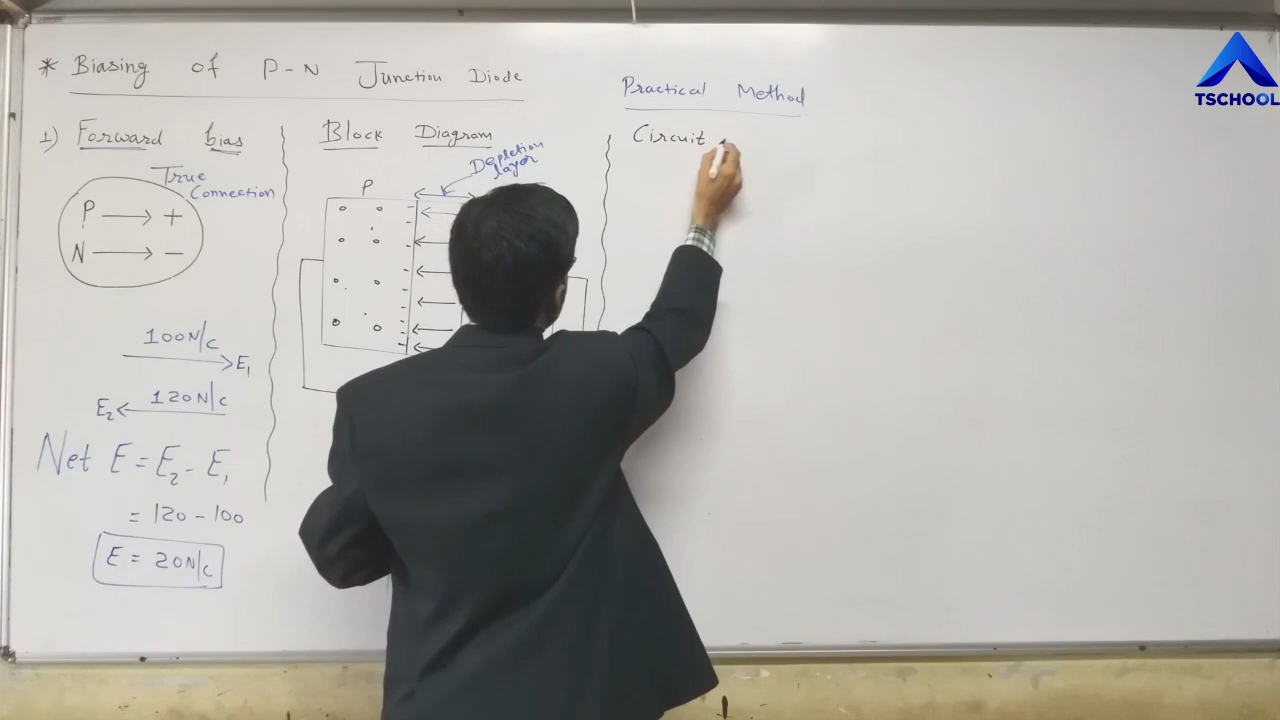 * Biasing of P-N Junction Diode
1) Forward bias
True
Connection
P → +
N → −
100N/C
E₁
E₂
120N/C
Net E = E₂ - E₁
= 120 - 100
E = 20N/C
Block Diagram
Depletion
layer
P
Practical Method
Circuit
TSCHOOL